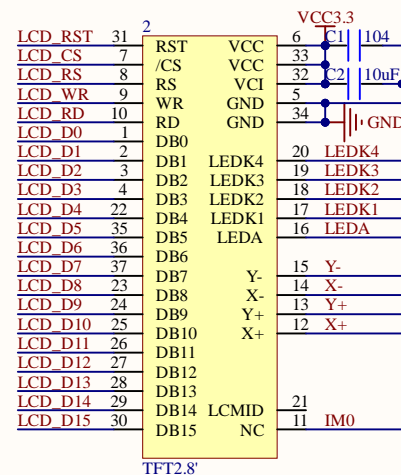 2 VCC3.3
LCD_RST 31 RST VCC 6 C1 104
LCD_CS 7 /CS VCC 33
LCD_RS 8 RS VCI 32 C2 10uF
LCD_WR 9 WR GND 5
LCD_RD 10 RD GND 34 GND
LCD_D0 1 DB0
LCD_D1 2 DB1 LEDK4 20 LEDK4
LCD_D2 3 DB2 LEDK3 19 LEDK3
LCD_D3 4 DB3 LEDK2 18 LEDK2
LCD_D4 22 DB4 LEDK1 17 LEDK1
LCD_D5 35 DB5 LEDA 16 LEDA
LCD_D6 36 DB6
LCD_D7 37 DB7 Y- 15 Y-
LCD_D8 23 DB8 X- 14 X-
LCD_D9 24 DB9 Y+ 13 Y+
LCD_D10 25 DB10 X+ 12 X+
LCD_D11 26 DB11
LCD_D12 27 DB12
LCD_D13 28 DB13
LCD_D14 29 DB14 LCMID 21
LCD_D15 30 DB15 NC 11 IM0
TFT2.8'